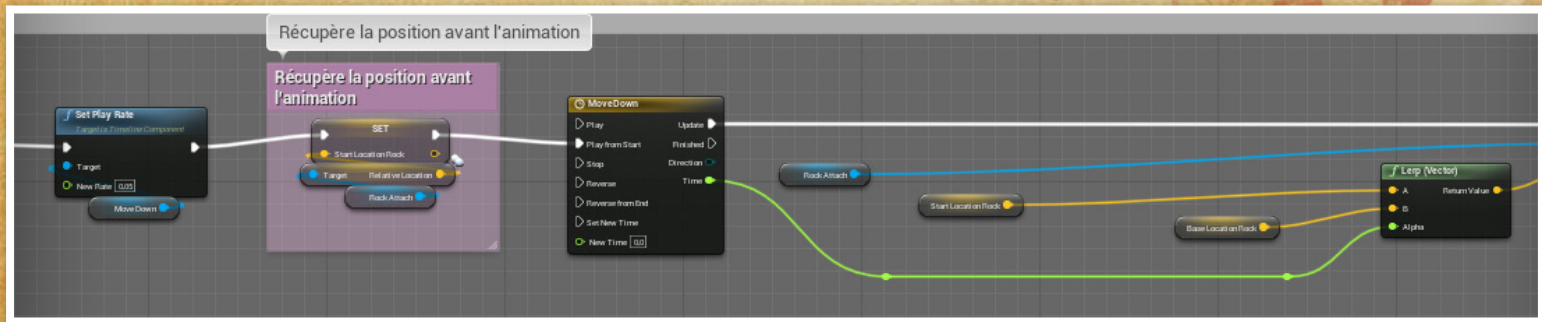 Récupère la position avant l'animation
Récupère la position avant
l'animation
Set Play Rate
Target is Timeline Component
Target
New Rate 0,05
MoveDown
SET
Start Location Rock
Target Relative Location
Rock Attach
MoveDown
Play Update
Play from Start Finished
Stop Direction
Reverse Time
Reverse from End
Set New Time
New Time 0,0
Rock Attach
Start Location Rock
Base Location Rock
Lerp (Vector)
A Return Value
B
Alpha